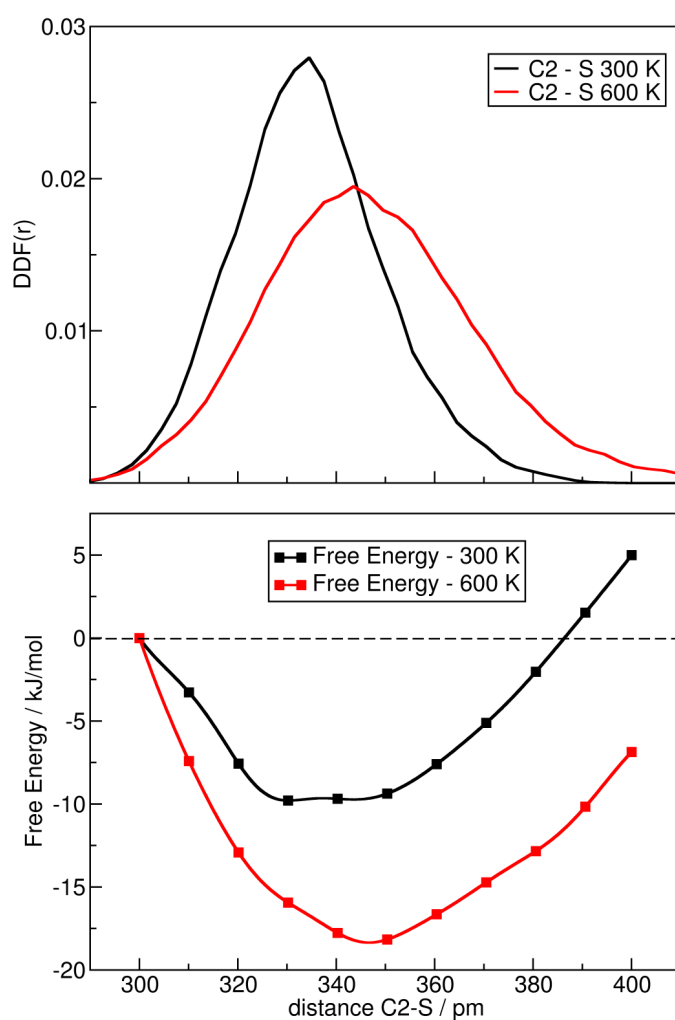 0.03
C2 - S 300 K
C2 - S 600 K
0.02
DDF(r)
0.01
5
Free Energy - 300 K
Free Energy - 600 K
0
-5
Free Energy / kJ/mol
-10
-15
-20
300 320 340 360 380 400
distance C2-S / pm